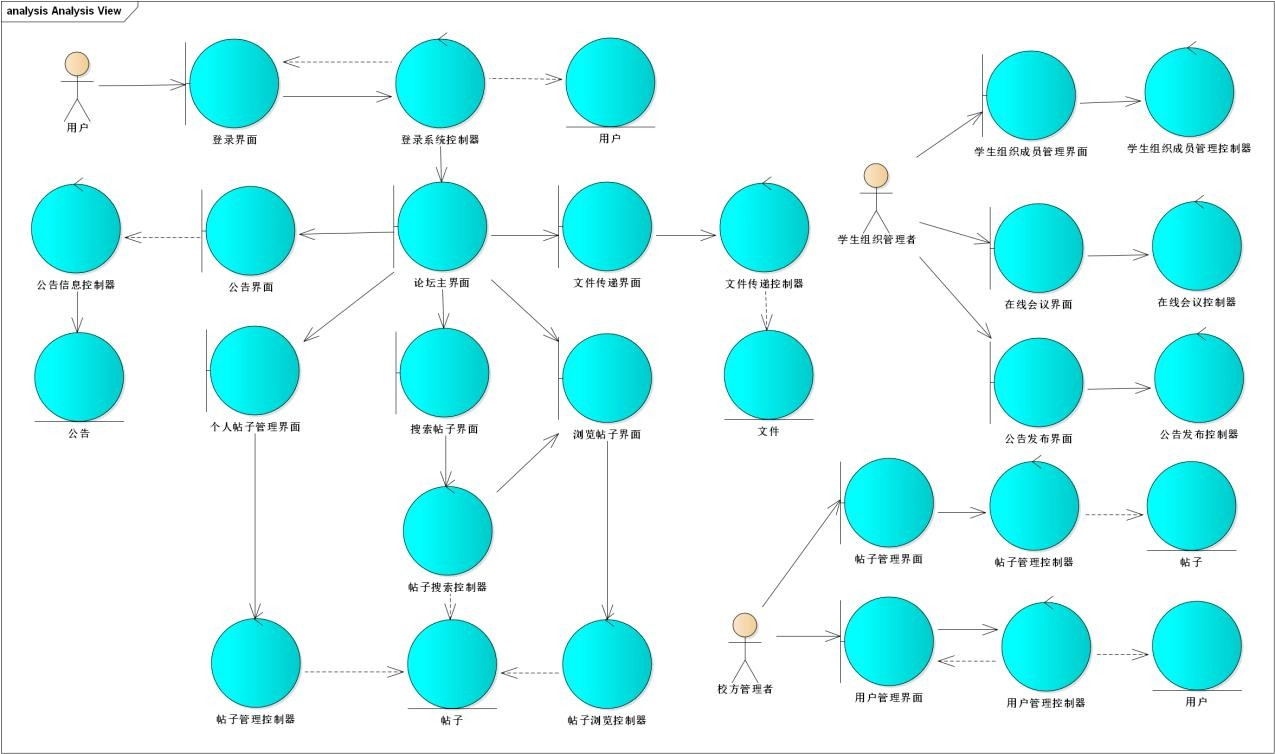 analysis Analysis View
用户
登录界面
登录系统控制器
用户
学生组织成员管理界面
学生组织成员管理控制器
学生组织管理者
公告信息控制器
公告界面
论坛主界面
文件传递界面
文件传递控制器
在线会议界面
在线会议控制器
公告
个人帖子管理界面
搜索帖子界面
浏览帖子界面
文件
公告发布界面
公告发布控制器
帖子管理界面
帖子管理控制器
帖子
帖子搜索控制器
校方管理者
用户管理界面
用户管理控制器
用户
帖子管理控制器
帖子
帖子浏览控制器